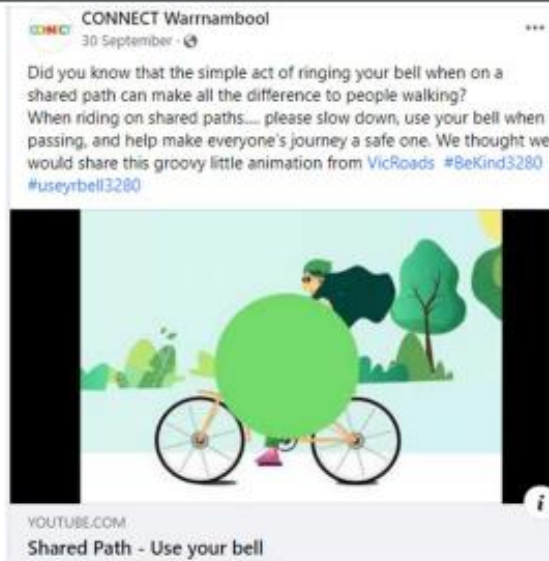 CONNECT
CONNECT Warrnambool
30 September ·
Did you know that the simple act of ringing your bell when on a
shared path can make all the difference to people walking?
When riding on shared paths.... please slow down, use your bell when
passing, and help make everyone's journey a safe one. We thought we
would share this groovy little animation from VicRoads #BeKind3280
#useyrbell3280
i
YOUTUBE.COM
Shared Path - Use your bell